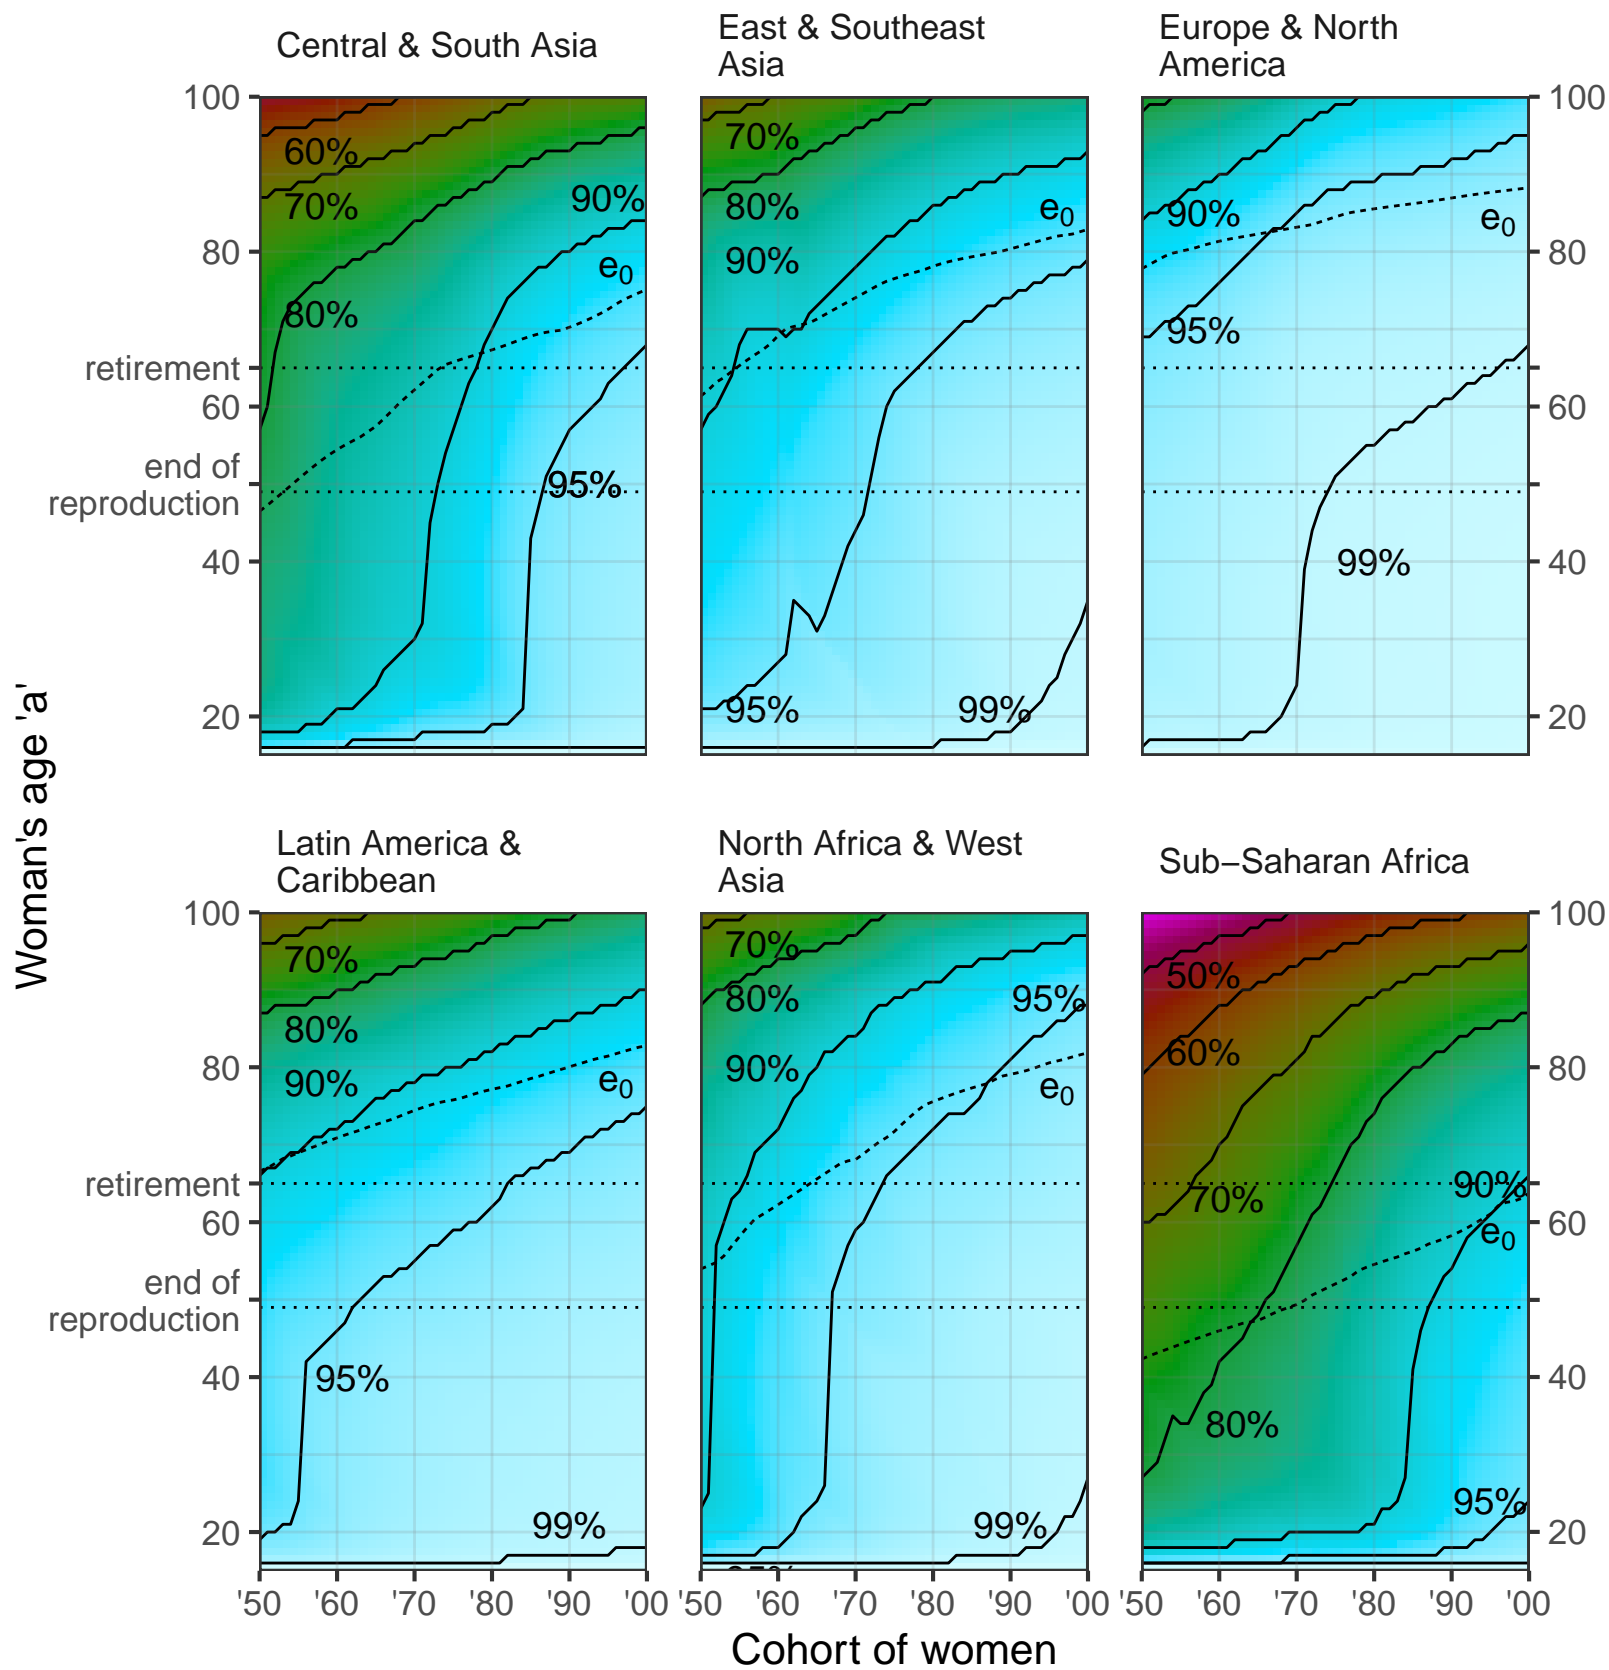 Central & South Asia
East & Southeast
Asia
Europe & North
America
100
80
retirement
60
end of
reproduction
40
20
60%
70%
80%
90%
e0
95%
70%
80%
90%
e0
95%
99%
90%
95%
e0
99%
100
80
60
40
20
Woman's age 'a'
Latin America &
Caribbean
North Africa & West
Asia
Sub−Saharan Africa
100
80
retirement
60
end of
reproduction
40
20
70%
80%
90%
e0
95%
99%
70%
80%
90%
95%
e0
99%
50%
60%
70%
80%
90%
e0
95%
100
80
60
40
20
'50 '60 '70 '80 '90 '00 '50 '60 '70 '80 '90 '00 '50 '60 '70 '80 '90 '00
Cohort of women